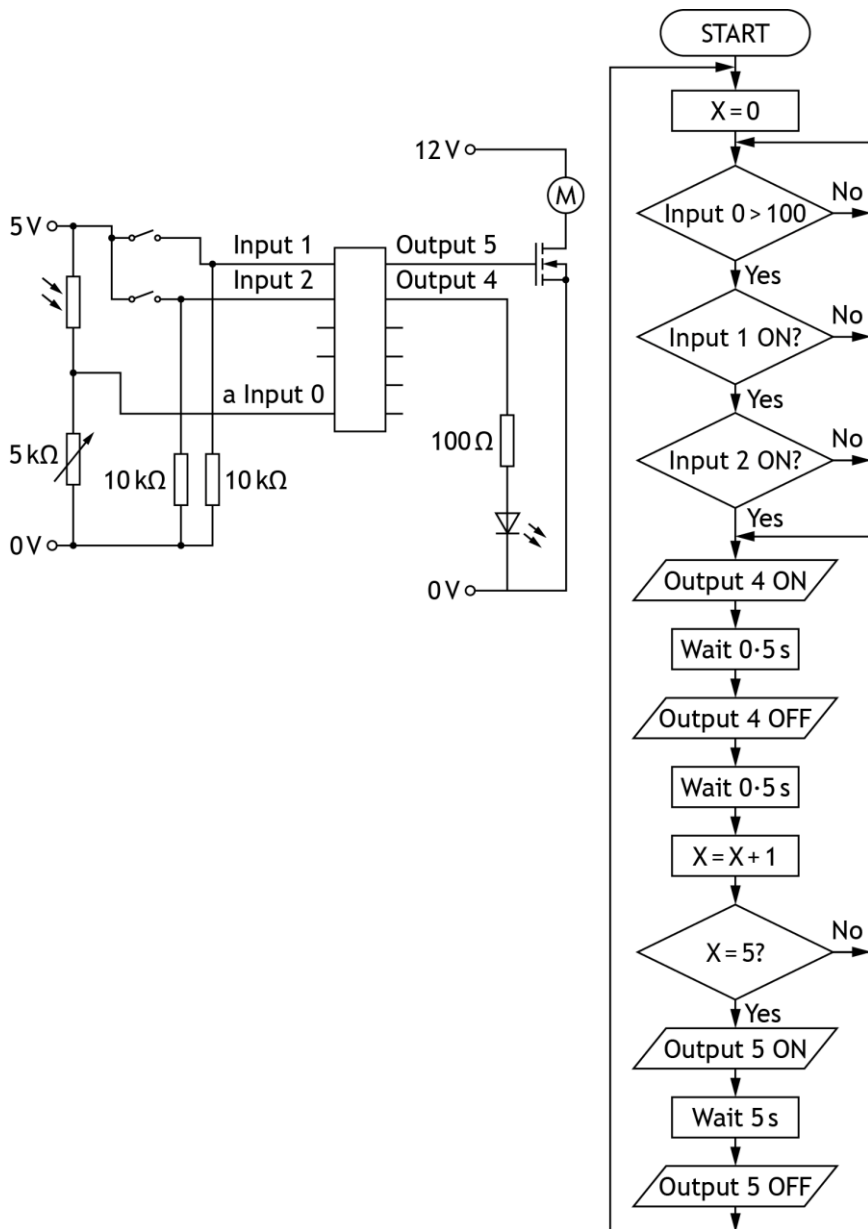 12 V
M
5 V
Input 1
Output 5
Input 2
Output 4
a Input 0
5 kΩ
10 kΩ
10 kΩ
100 Ω
0 V
0 V
START
X = 0
Input 0 > 100
No
Yes
Input 1 ON?
No
Yes
Input 2 ON?
No
Yes
Output 4 ON
Wait 0·5 s
Output 4 OFF
Wait 0·5 s
X = X + 1
X = 5?
No
Yes
Output 5 ON
Wait 5 s
Output 5 OFF